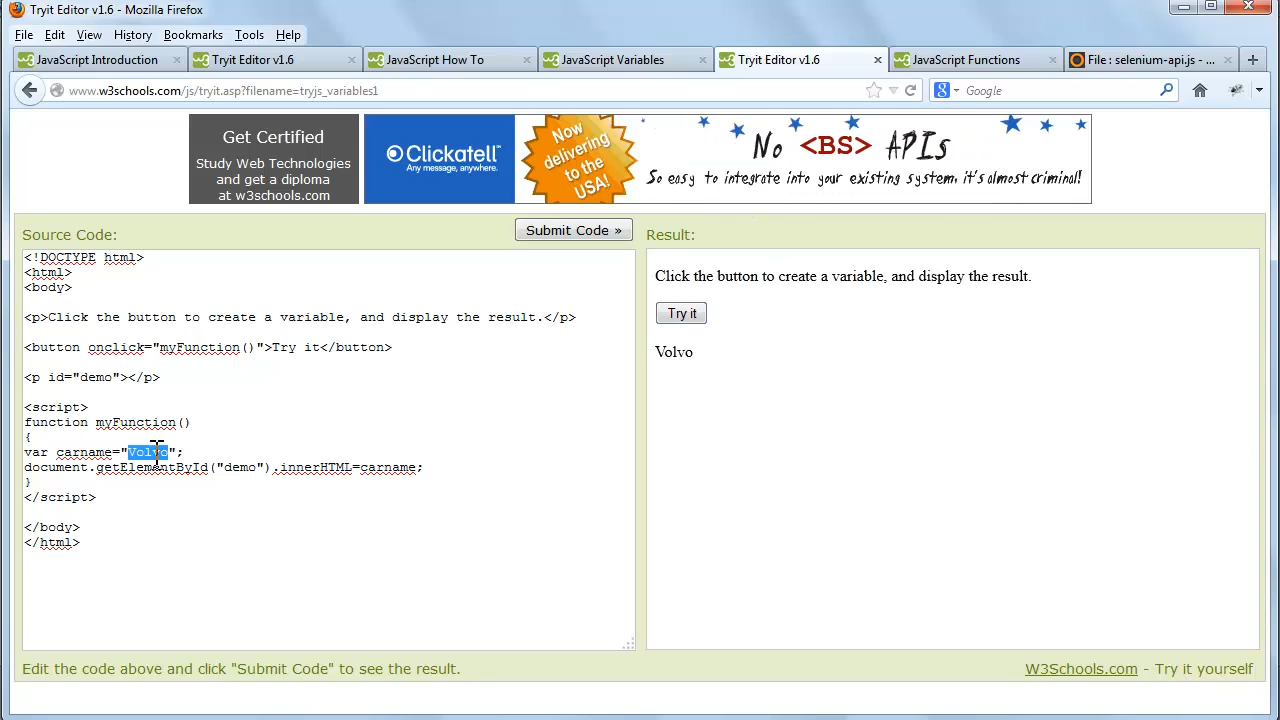 Tryit Editor v1.6 - Mozilla Firefox
File Edit View History Bookmarks Tools Help
JavaScript Introduction
Tryit Editor v1.6
JavaScript How To
JavaScript Variables
Tryit Editor v1.6
JavaScript Functions
File : selenium-api.js - ...
www.w3schools.com/js/tryit.asp?filename=tryjs_variables1
Google
Get Certified
Study Web Technologies
and get a diploma
at w3schools.com
Clickatell™
Any message, anywhere.
Now
delivering
to the
USA!
No <BS> APIs
So easy to integrate into your existing system, it's almost criminal!
Source Code:
Submit Code »
Result:
<!DOCTYPE html>
<html>
<body>
<p>Click the button to create a variable, and display the result.</p>
<button onclick="myFunction()">Try it</button>
<p id="demo"></p>
<script>
function myFunction()
{
var carname="Volvo";
document.getElementById("demo").innerHTML=carname;
}
</script>
</body>
</html>
Click the button to create a variable, and display the result.
Try it
Volvo
Edit the code above and click "Submit Code" to see the result.
W3Schools.com - Try it yourself